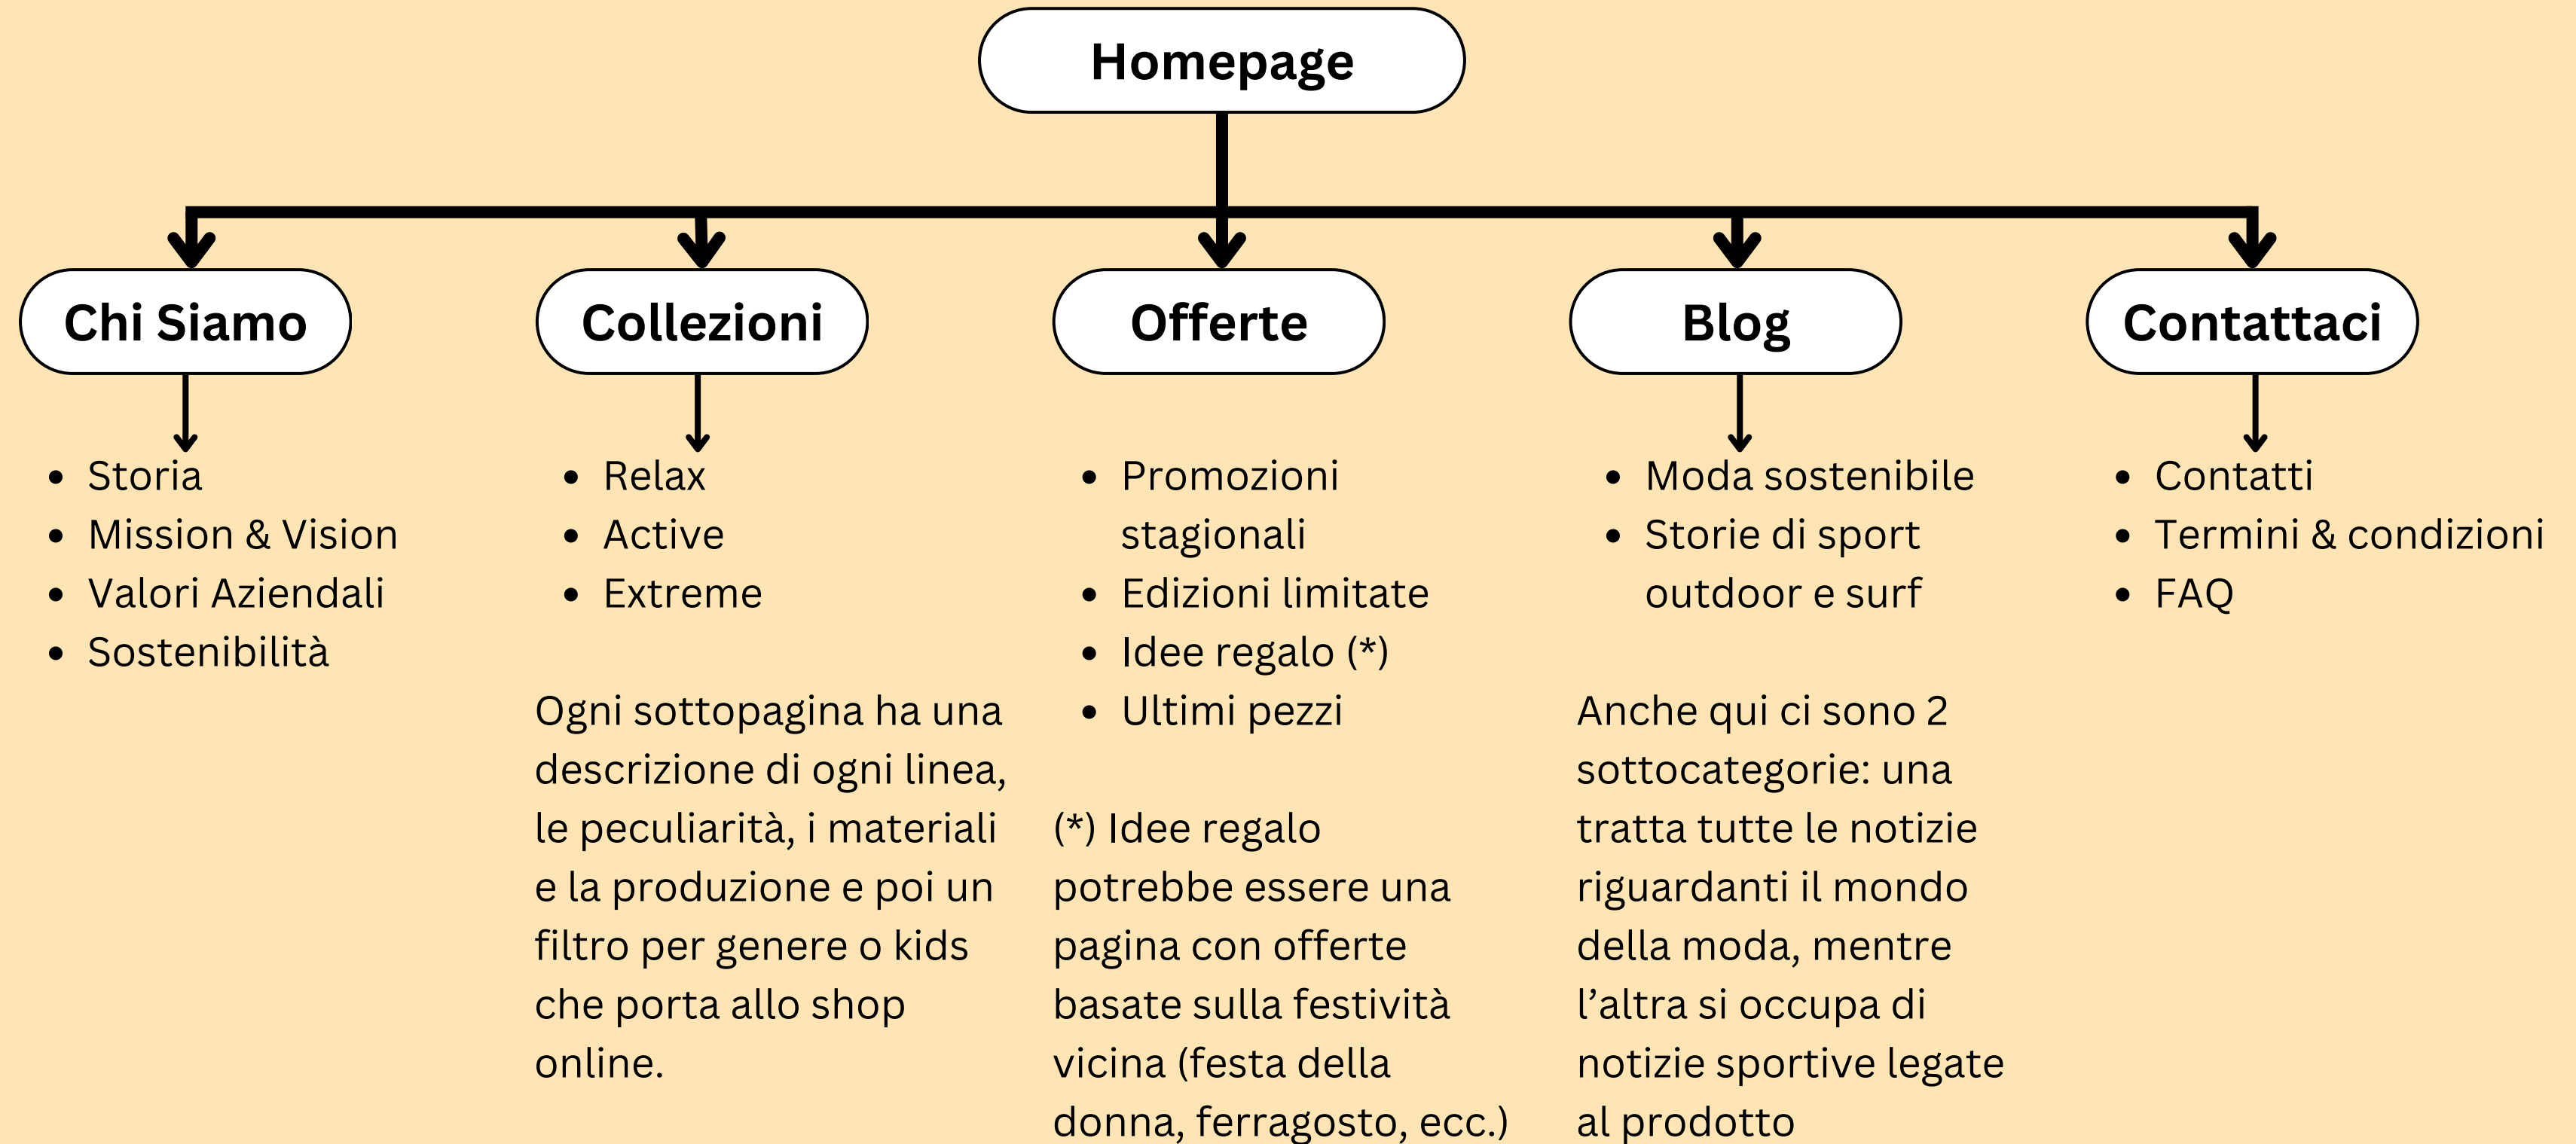 Homepage
Chi Siamo
Collezioni
Offerte
Blog
Contattaci
• Storia
• Mission & Vision
• Valori Aziendali
• Sostenibilità
• Relax
• Active
• Extreme
Ogni sottopagina ha una
descrizione di ogni linea,
le peculiarità, i materiali
e la produzione e poi un
filtro per genere o kids
che porta allo shop
online.
• Promozioni
stagionali
• Edizioni limitate
• Idee regalo (*)
• Ultimi pezzi
(*) Idee regalo
potrebbe essere una
pagina con offerte
basate sulla festività
vicina (festa della
donna, ferragosto, ecc.)
• Moda sostenibile
• Storie di sport
outdoor e surf
Anche qui ci sono 2
sottocategorie: una
tratta tutte le notizie
riguardanti il mondo
della moda, mentre
l’altra si occupa di
notizie sportive legate
al prodotto
• Contatti
• Termini & condizioni
• FAQ